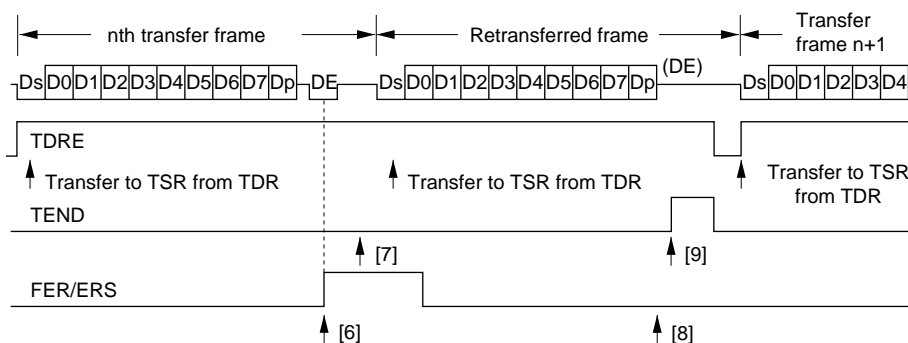 nth transfer frame
Retransferred frame
Transfer
frame n+1
Ds D0 D1 D2 D3 D4 D5 D6 D7 Dp DE
Ds D0 D1 D2 D3 D4 D5 D6 D7 Dp (DE)
Ds D0 D1 D2 D3 D4
TDRE
Transfer to TSR from TDR
Transfer to TSR from TDR
Transfer to TSR
from TDR
TEND
[7]
[9]
FER/ERS
[6]
[8]